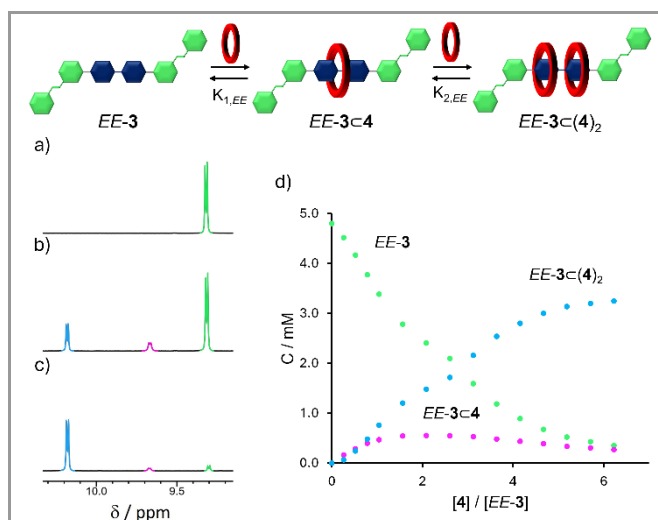 K1,EE K2,EE
EE-3 EE-3⊂4 EE-3⊂(4)2
a)
b)
c)
10.0 9.5
δ / ppm
d)
5.0
4.0
3.0
2.0
1.0
0.0
C / mM
EE-3
EE-3⊂(4)2
EE-3⊂4
0 2 4 6
[4] / [EE-3]